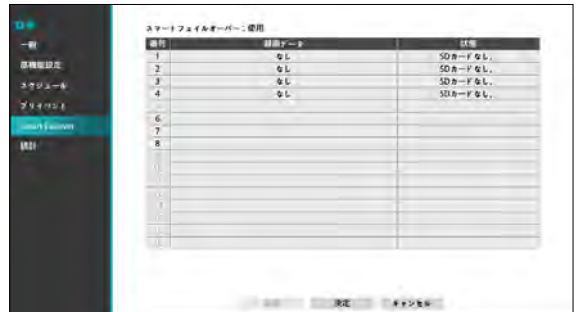 録画
一般
録画設定
スケジュール
プリイベント
Smart Failover
統計
スマートフェイルオーバー：使用
番号 録画データ 状態
1 なし SDカードなし.
2 なし SDカードなし.
3 なし SDカードなし.
4 なし SDカードなし.
6
7
8
決定 キャンセル